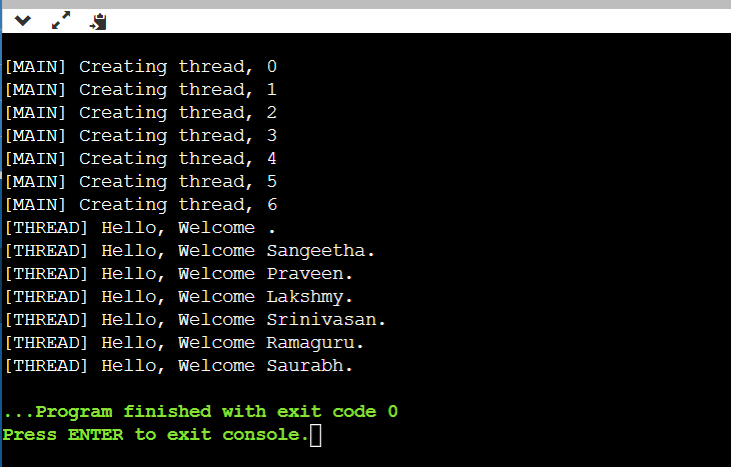 [MAIN] Creating thread, 0
[MAIN] Creating thread, 1
[MAIN] Creating thread, 2
[MAIN] Creating thread, 3
[MAIN] Creating thread, 4
[MAIN] Creating thread, 5
[MAIN] Creating thread, 6
[THREAD] Hello, Welcome .
[THREAD] Hello, Welcome Sangeetha.
[THREAD] Hello, Welcome Praveen.
[THREAD] Hello, Welcome Lakshmy.
[THREAD] Hello, Welcome Srinivasan.
[THREAD] Hello, Welcome Ramaguru.
[THREAD] Hello, Welcome Saurabh.
...Program finished with exit code 0
Press ENTER to exit console.